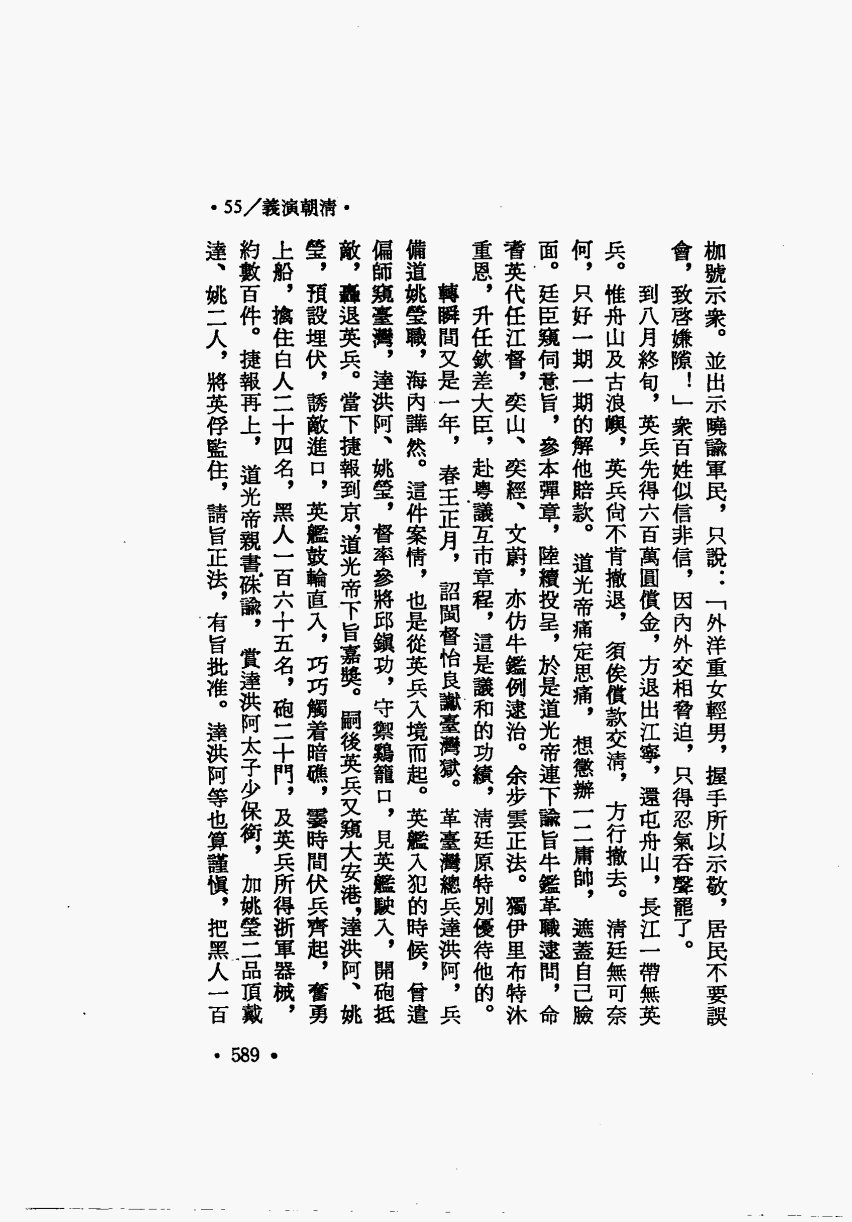 •55／義演朝清•
枷號示衆。並出示曉諭軍民，只說：「外洋重女輕男，握手所以示敬，居民不要誤
會，致啓嫌隙！」衆百姓似信非信，因內外交相脅迫，只得忍氣吞聲罷了。
到八月終旬，英兵先得六百萬圓償金，方退出江寧，還屯舟山，長江一帶無英
兵。惟舟山及古浪嶼，英兵尙不肯撤退，須俟償款交淸，方行撤去。淸廷無可奈
何，只好一期一期的解他賠款。道光帝痛定思痛，想懲辦一二庸帥，遮蓋自己臉
面。廷臣窺伺意旨，參本彈章，陸續投呈，於是道光帝連下諭旨牛鑑革職逮問，命
耆英代任江督，奕山、奕經、文蔚，亦仿牛鑑例逮治。余步雲正法。獨伊里布特沐
重恩，升任欽差大臣，赴粵議互市章程，這是議和的功績，淸廷原特別優待他的。
轉瞬間又是一年，春王正月，詔閩督怡良讞臺灣獄。革臺灣總兵達洪阿，兵
備道姚瑩職，海內譁然。這件案情，也是從英兵入境而起。英艦入犯的時候，曾遣
偏師窺臺灣，達洪阿、姚瑩，督率參將邱鎭功，守禦鷄籠口，見英艦駛入，開砲抵
敵，轟退英兵。當下捷報到京，道光帝下旨嘉獎。嗣後英兵又窺大安港，達洪阿、姚
瑩，預設埋伏，誘敵進口，英艦鼓輪直入，巧巧觸着暗礁，霎時間伏兵齊起，奮勇
上船，擒住白人二十四名，黑人一百六十五名，砲二十門，及英兵所得浙軍器械，
約數百件。捷報再上，道光帝親書硃諭，賞達洪阿太子少保銜，加姚瑩二品頂戴
達、姚二人，將英俘監住，請旨正法，有旨批准。達洪阿等也算謹愼，把黑人一百
•589•